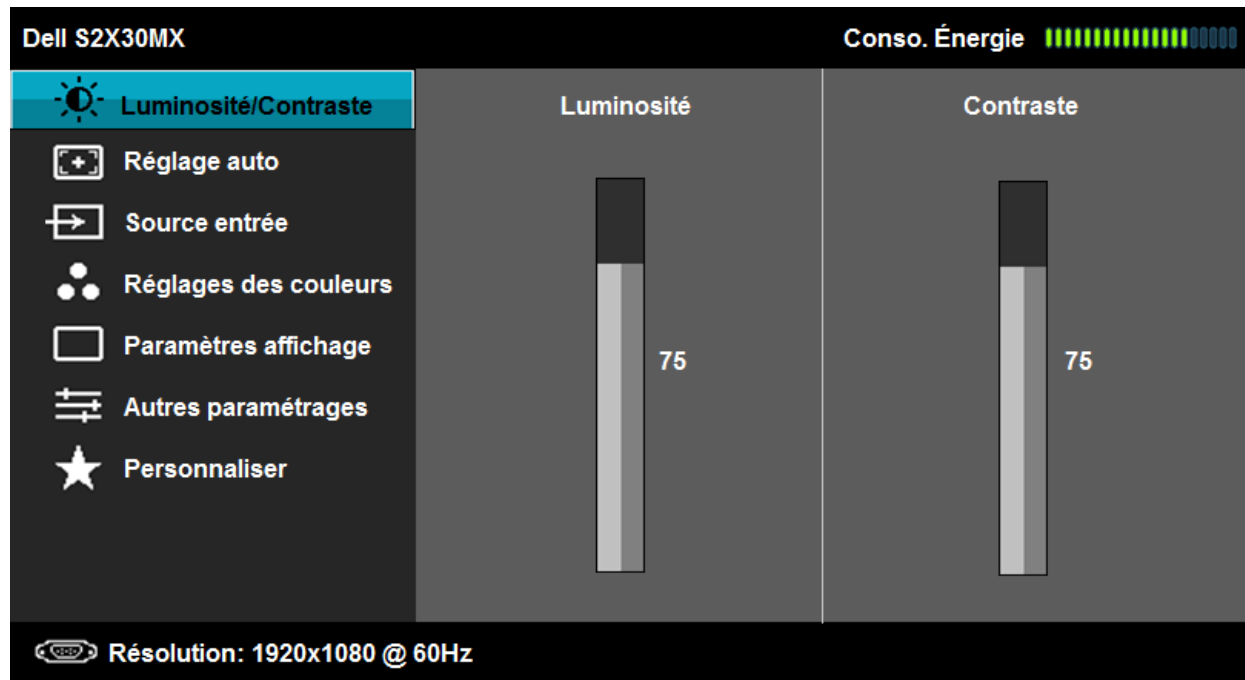 Dell S2X30MX
Conso. Énergie
Luminosité/Contraste
Réglage auto
Source entrée
Réglages des couleurs
Paramètres affichage
Autres paramétrages
Personnaliser
Luminosité
75
Contraste
75
Résolution: 1920x1080 @ 60Hz